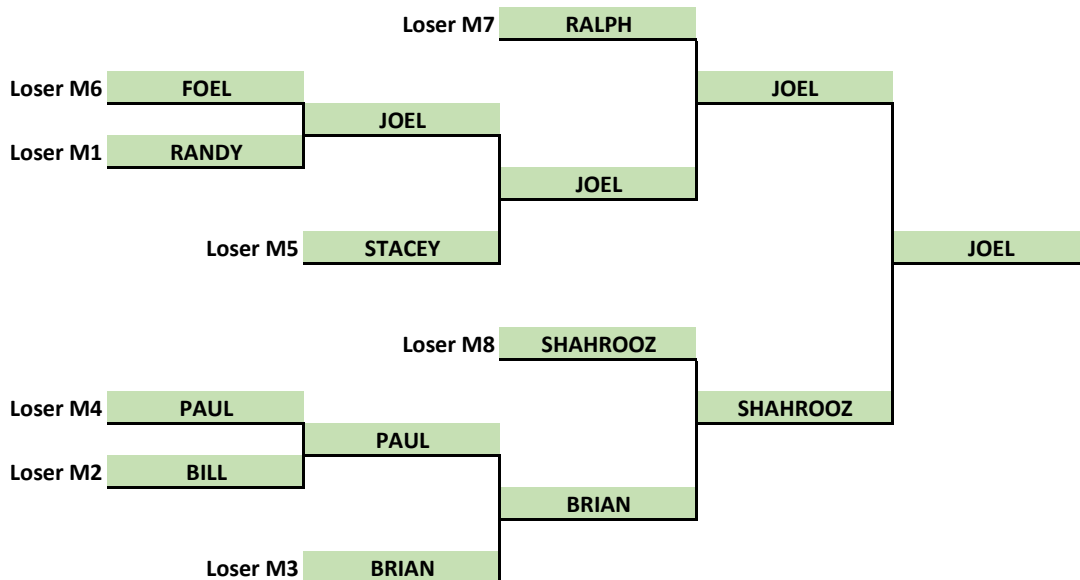 Loser M7 RALPH
Loser M6 FOEL JOEL
JOEL
Loser M1 RANDY
JOEL
Loser M5 STACEY JOEL
Loser M8 SHAHROOZ
Loser M4 PAUL SHAHROOZ
PAUL
Loser M2 BILL
BRIAN
Loser M3 BRIAN